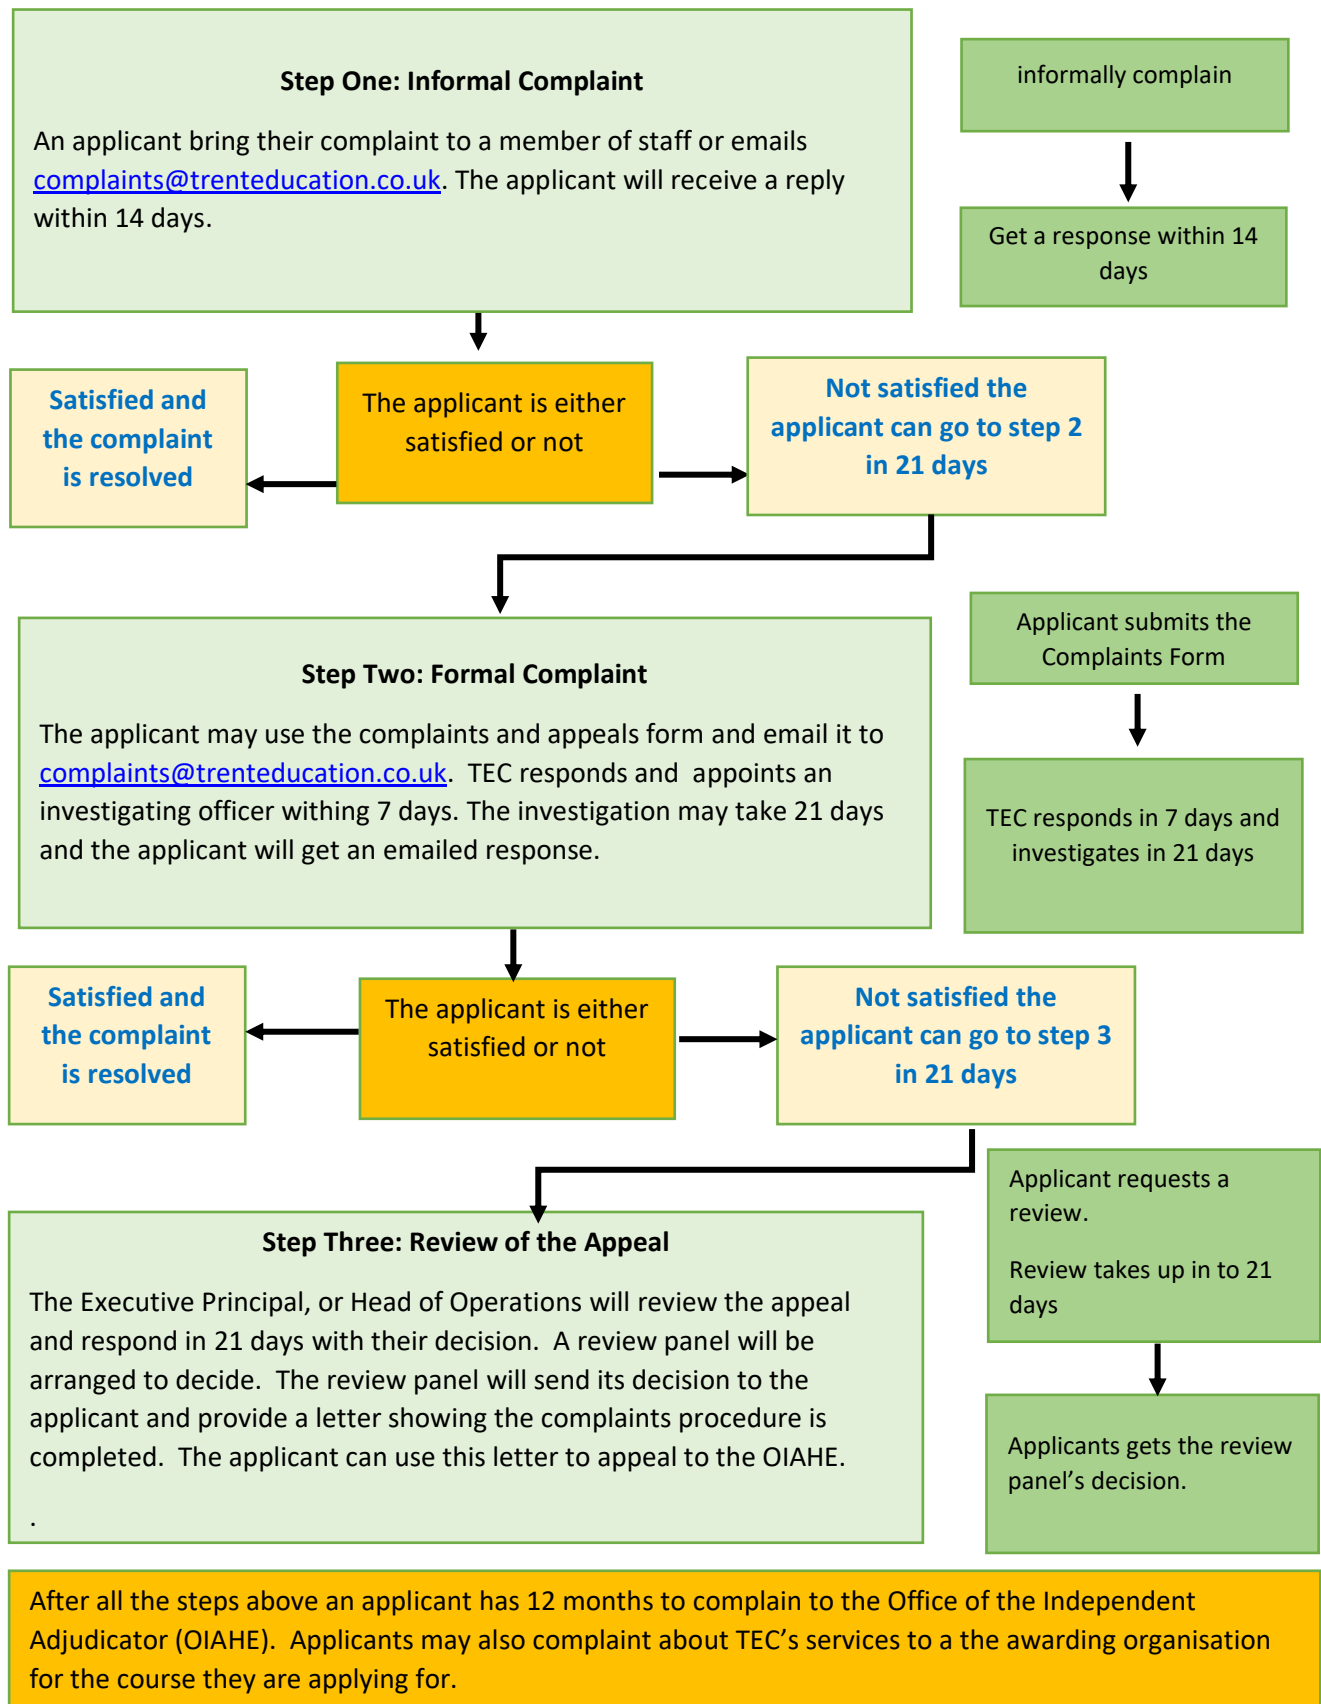 Step One: Informal Complaint
An applicant bring their complaint to a member of staff or emails
complaints@trenteducation.co.uk. The applicant will receive a reply
within 14 days.
informally complain
Get a response within 14
days
Satisfied and
the complaint
is resolved
The applicant is either
satisfied or not
Not satisfied the
applicant can go to step 2
in 21 days
Step Two: Formal Complaint
The applicant may use the complaints and appeals form and email it to
complaints@trenteducation.co.uk.  TEC responds and  appoints an
investigating officer withing 7 days. The investigation may take 21 days
and the applicant will get an emailed response.
Applicant submits the
Complaints Form
TEC responds in 7 days and
investigates in 21 days
Satisfied and
the complaint
is resolved
The applicant is either
satisfied or not
Not satisfied the
applicant can go to step 3
in 21 days
Step Three: Review of the Appeal
The Executive Principal, or Head of Operations will review the appeal
and respond in 21 days with their decision.  A review panel will be
arranged to decide.  The review panel will send its decision to the
applicant and provide a letter showing the complaints procedure is
completed.  The applicant can use this letter to appeal to the OIAHE.
.
Applicant requests a
review.
Review takes up in to 21
days
Applicants gets the review
panel’s decision.
After all the steps above an applicant has 12 months to complain to the Office of the Independent
Adjudicator (OIAHE).  Applicants may also complaint about TEC’s services to a the awarding organisation
for the course they are applying for.